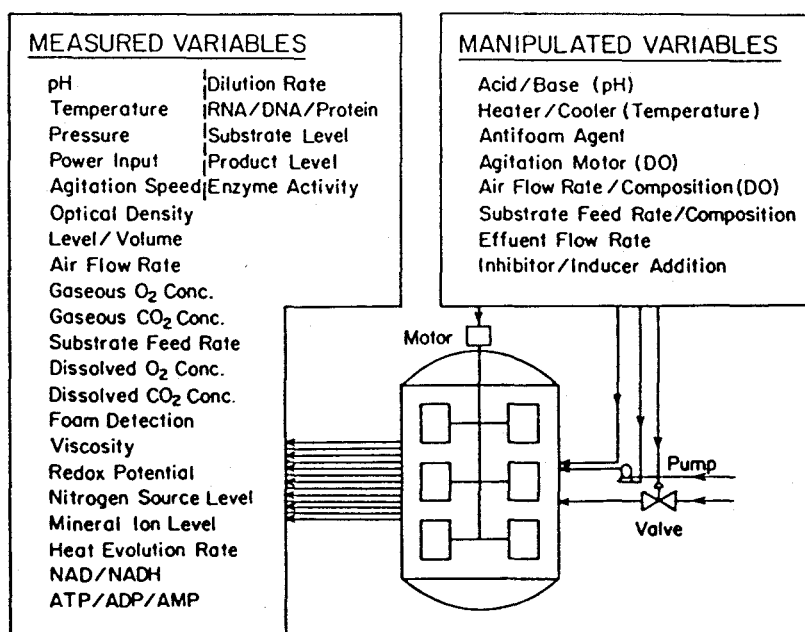 MEASURED VARIABLES
pH
Temperature
Pressure
Power Input
Agitation Speed
Optical Density
Level/Volume
Air Flow Rate
Gaseous O2 Conc.
Gaseous CO2 Conc.
Substrate Feed Rate
Dissolved O2 Conc.
Dissolved CO2 Conc.
Foam Detection
Viscosity
Redox Potential
Nitrogen Source Level
Mineral Ion Level
Heat Evolution Rate
NAD/NADH
ATP/ADP/AMP
Dilution Rate
RNA/DNA/Protein
Substrate Level
Product Level
Enzyme Activity
MANIPULATED VARIABLES
Acid/Base (pH)
Heater/Cooler (Temperature)
Antifoam Agent
Agitation Motor (DO)
Air Flow Rate/Composition (DO)
Substrate Feed Rate/Composition
Effuent Flow Rate
Inhibitor/Inducer Addition
Motor
Pump
Valve